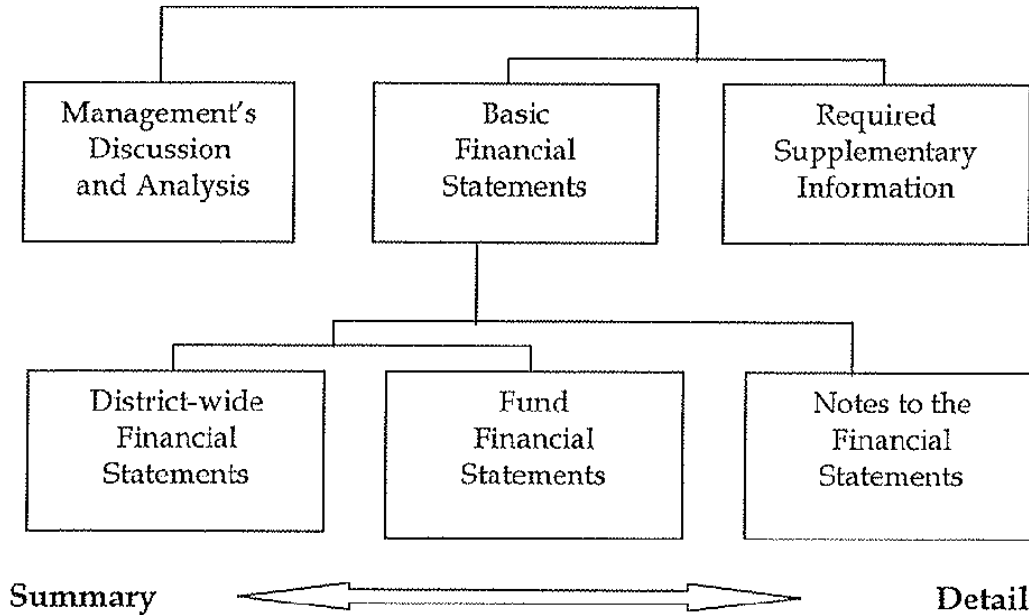 Management's
Discussion
and Analysis
Basic
Financial
Statements
Required
Supplementary
Information
District-wide
Financial
Statements
Fund
Financial
Statements
Notes to the
Financial
Statements
Summary
Detail